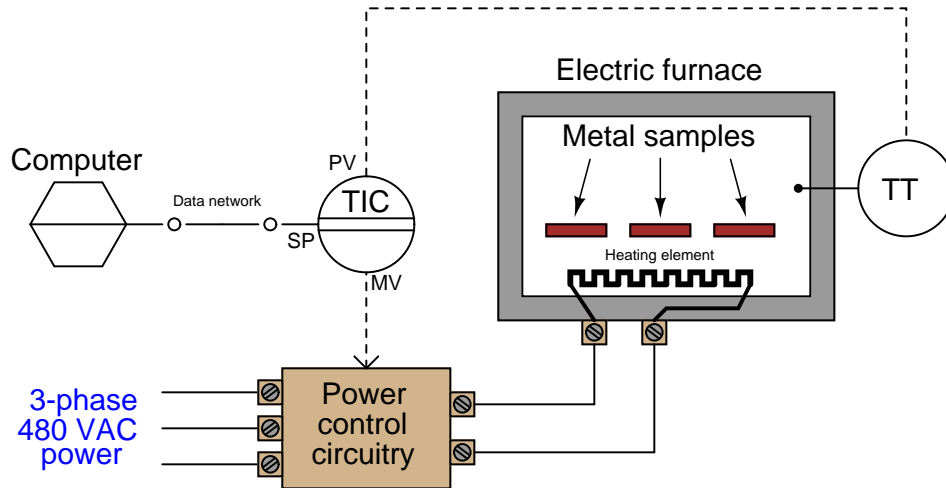 Electric furnace
Metal samples
Computer
PV
TIC
TT
Data network
SP
Heating element
MV
3-phase
480 VAC
power
Power
control
circuitry